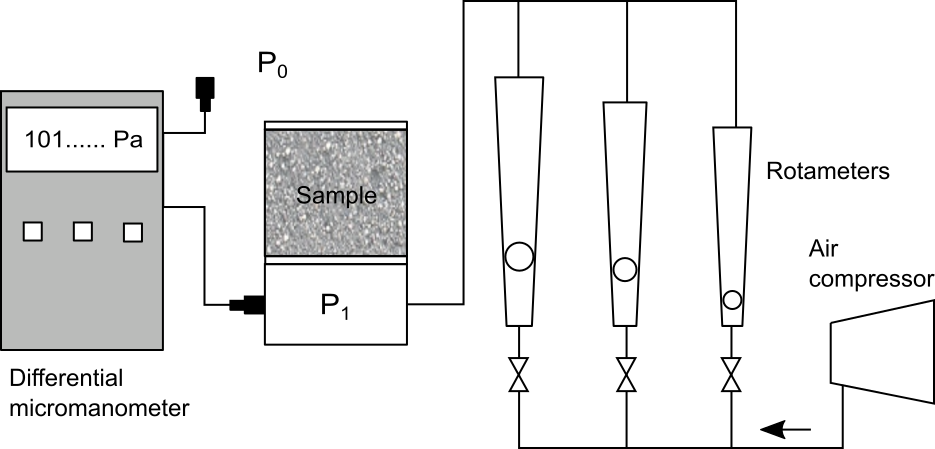 P0
101...... Pa
Sample
Rotameters
Air
compressor
P1
Differential
micromanometer